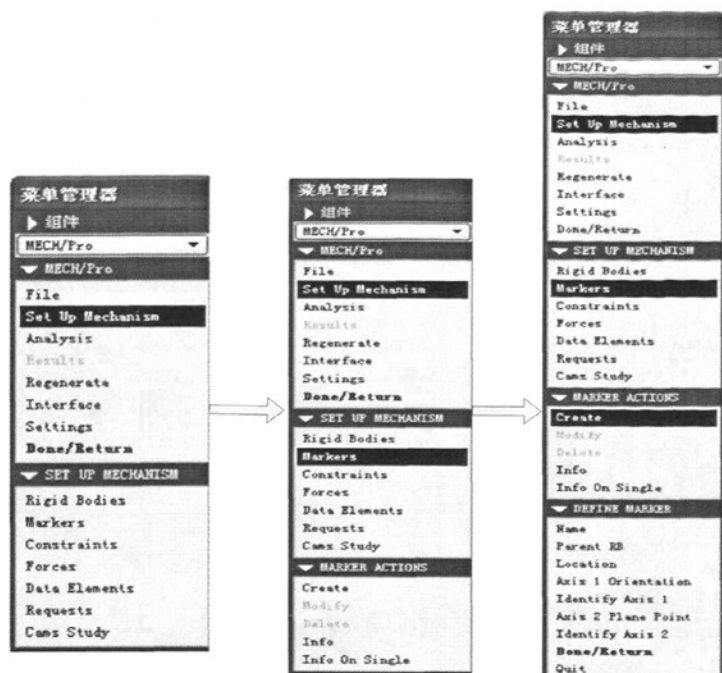 菜单管理器
组件
MECH/Pro
MECH/Pro
File
Set Up Mechanism
Analysis
Results
Regenerate
Interface
Settings
Done/Return
SET UP MECHANISM
Rigid Bodies
Markers
Constraints
Forces
Data Elements
Requests
Cams Study
菜单管理器
组件
MECH/Pro
MECH/Pro
File
Set Up Mechanism
Analysis
Results
Regenerate
Interface
Settings
Done/Return
SET UP MECHANISM
Rigid Bodies
Markers
Constraints
Forces
Data Elements
Requests
Cams Study
MARKER ACTIONS
Create
Modify
Delete
Info
Info On Single
菜单管理器
组件
MECH/Pro
MECH/Pro
File
Set Up Mechanism
Analysis
Results
Regenerate
Interface
Settings
Done/Return
SET UP MECHANISM
Rigid Bodies
Markers
Constraints
Forces
Data Elements
Requests
Cams Study
MARKER ACTIONS
Create
Modify
Delete
Info
Info On Single
DEFINE MARKER
Name
Parent RB
Location
Axis 1 Orientation
Identify Axis 1
Axis 2 Plane Point
Identify Axis 2
Done/Return
Quit